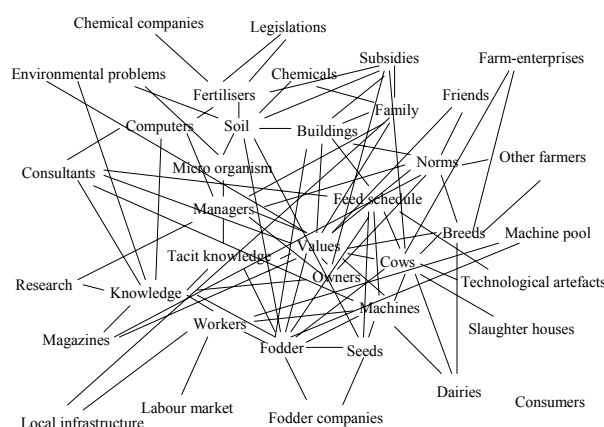 Chemical companies
Legislations
Environmental problems
Chemicals
Subsidies
Farm-enterprises
Fertilisers
Family
Friends
Computers
Soil
Buildings
Consultants
Micro organism
Norms
Other farmers
Managers
Feed schedule
Tacit knowledge
Values
Breeds
Machine pool
Research
Knowledge
Owners
Cows
Technological artefacts
Magazines
Workers
Machines
Slaughter houses
Fodder
Seeds
Local infrastructure
Labour market
Fodder companies
Dairies
Consumers